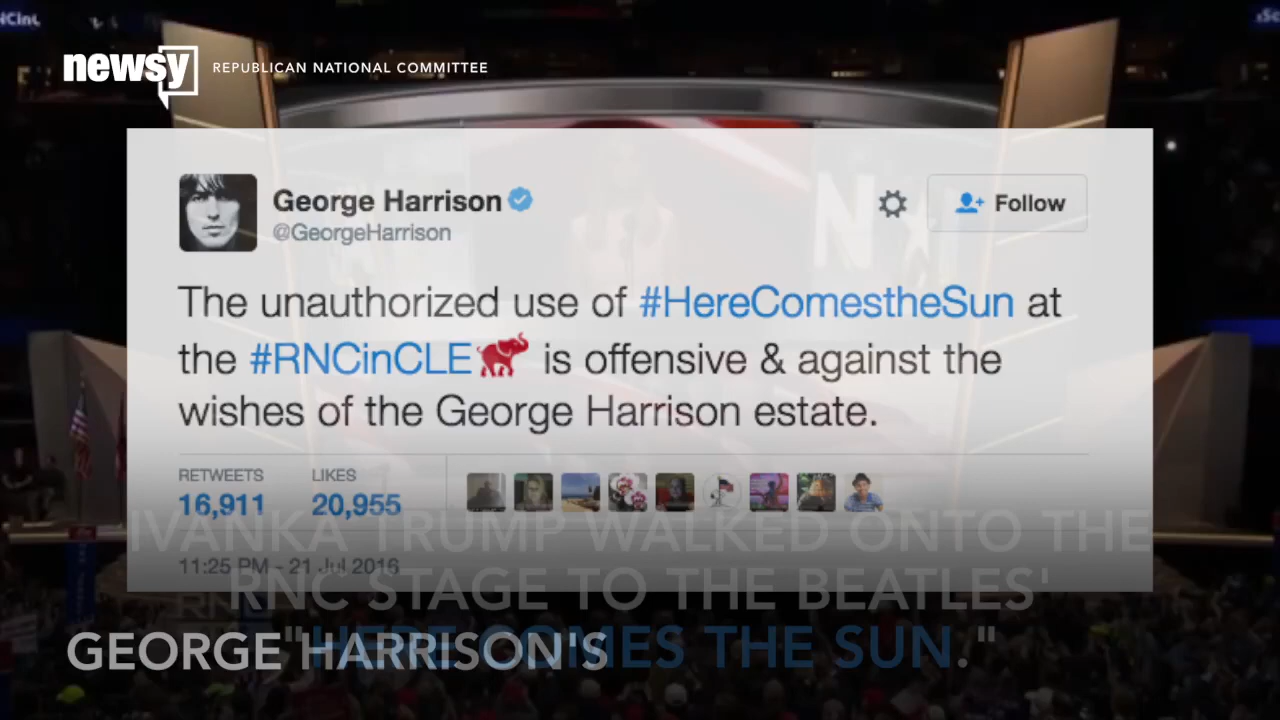 newsy REPUBLICAN NATIONAL COMMITTEE
George Harrison
@GeorgeHarrison
Follow
The unauthorized use of #HereComestheSun at
the #RNCinCLE is offensive & against the
wishes of the George Harrison estate.
RETWEETS LIKES
16,911 20,955
11:25 PM - 21 Jul 2016
IVANKA TRUMP WALKED ONTO THE
RNC STAGE TO THE BEATLES'
"HERE COMES THE SUN."
GEORGE HARRISON'S